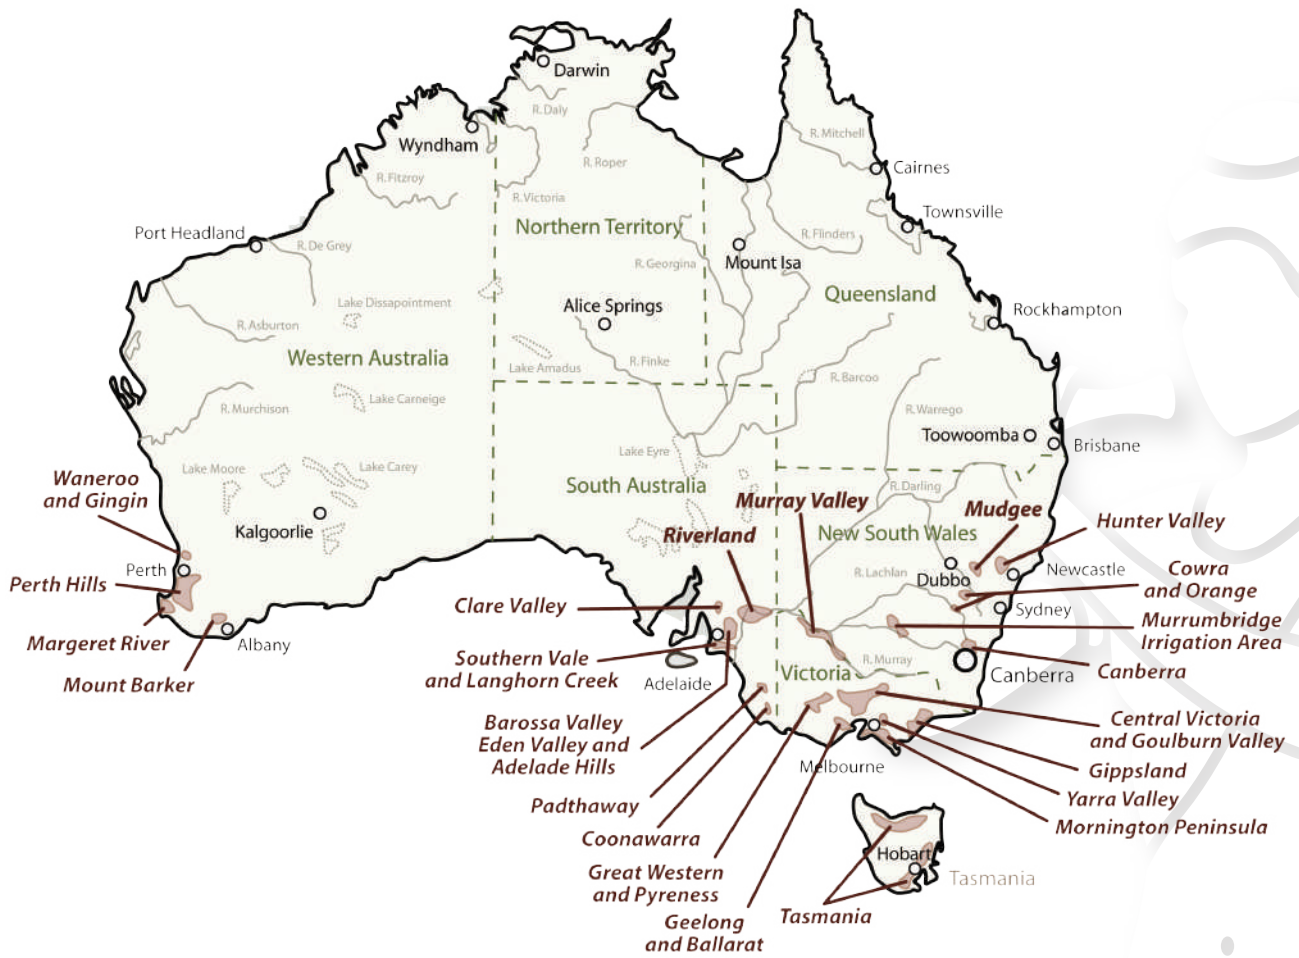 Darwin
R. Daly
Wyndham
R. Mitchell
R. Roper
Cairnes
R. Fitzroy
R. Victoria
Townsville
Northern Territory
Port Headland
R. De Grey
R. Flinders
R. Georgina
Mount Isa
Queensland
Lake Dissapointment
Alice Springs
Rockhampton
R. Asburton
Western Australia
R. Finke
Lake Amadus
R. Barcoo
Lake Carneige
R. Murchison
R. Warrego
Toowoomba
Brisbane
Lake Eyre
Lake Moore
Lake Carey
Waneroo
and Gingin
South Australia
R. Darling
Murray Valley
Mudgee
Hunter Valley
Kalgoorlie
Riverland
New South Wales
Perth
R. Lachlan
Dubbo
Newcastle
Cowra
and Orange
Perth Hills
Clare Valley
Sydney
Murrumbridge
Irrigation Area
Margeret River
Albany
Southern Vale
and Langhorn Creek
Adelaide
R. Murray
Victoria
Canberra
Canberra
Mount Barker
Barossa Valley
Eden Valley and
Adelade Hills
Central Victoria
and Goulburn Valley
Melbourne
Gippsland
Padthaway
Yarra Valley
Coonawarra
Mornington Peninsula
Great Western
and Pyreness
Hobart
Tasmania
Geelong
and Ballarat
Tasmania